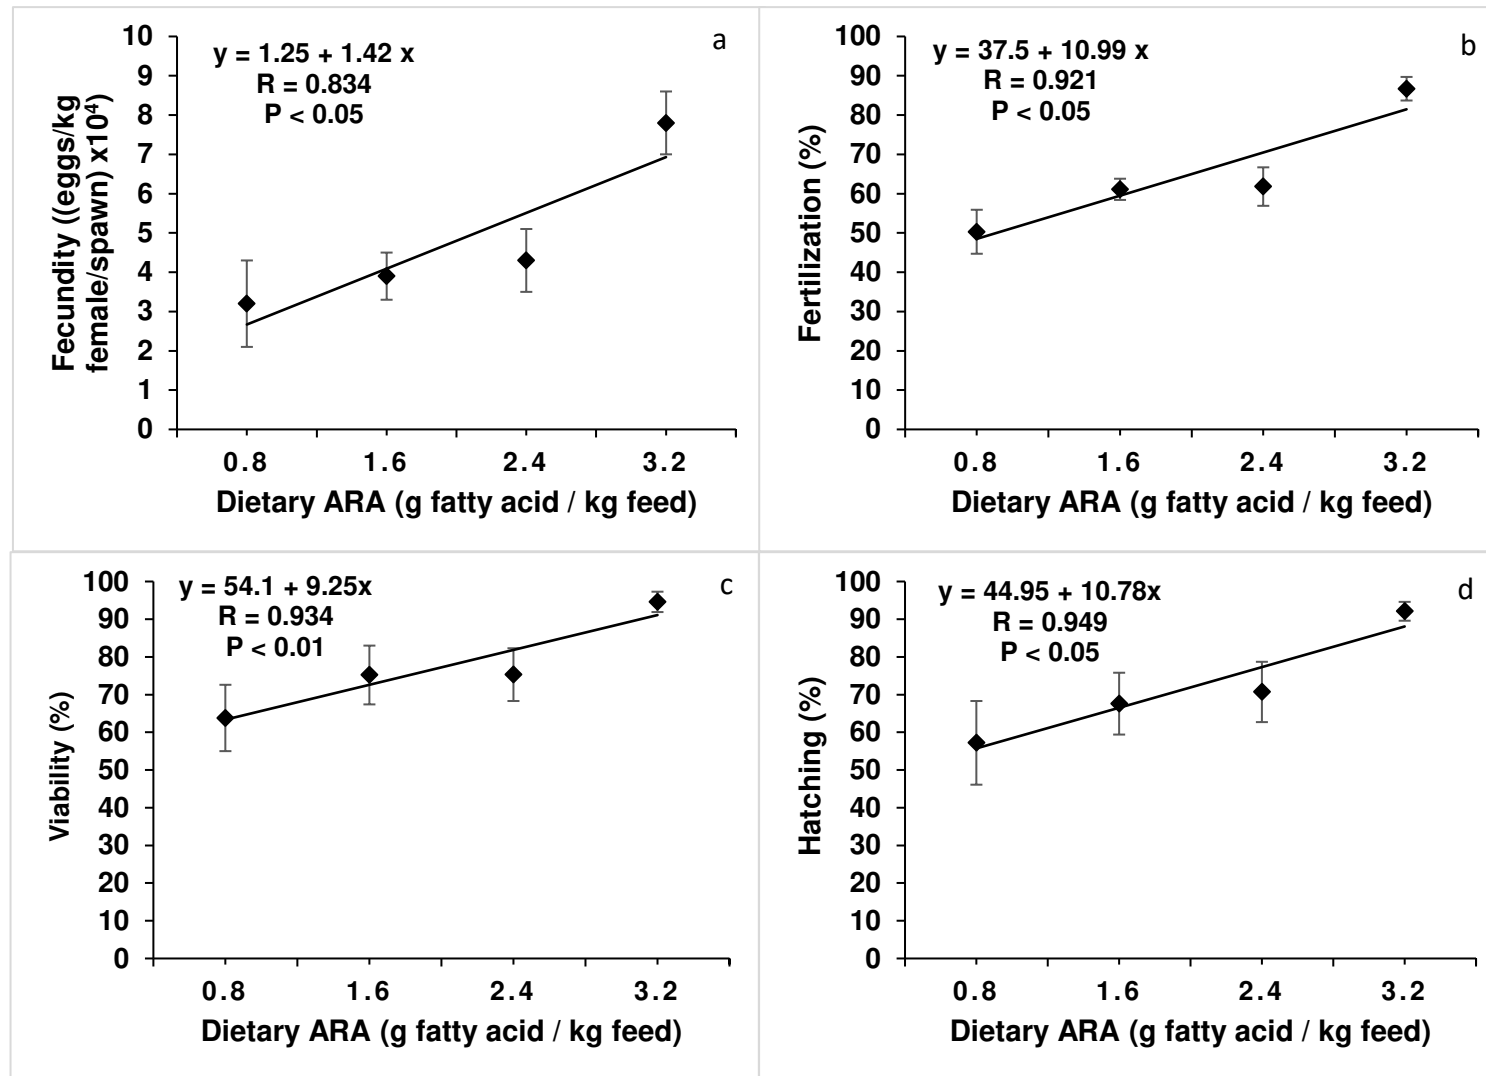 a
y = 1.25 + 1.42 x
R = 0.834
P < 0.05
10
9
8
7
6
5
4
3
2
1
0
Fecundity ((eggs/kg
female/spawn) x10⁴)
0.8 1.6 2.4 3.2
Dietary ARA (g fatty acid / kg feed)
b
y = 37.5 + 10.99 x
R = 0.921
P < 0.05
100
90
80
70
60
50
40
30
20
10
0
Fertilization (%)
0.8 1.6 2.4 3.2
Dietary ARA (g fatty acid / kg feed)
c
y = 54.1 + 9.25x
R = 0.934
P < 0.01
100
90
80
70
60
50
40
30
20
10
0
Viability (%)
0.8 1.6 2.4 3.2
Dietary ARA (g fatty acid / kg feed)
d
y = 44.95 + 10.78x
R = 0.949
P < 0.05
100
90
80
70
60
50
40
30
20
10
0
Hatching (%)
0.8 1.6 2.4 3.2
Dietary ARA (g fatty acid / kg feed)